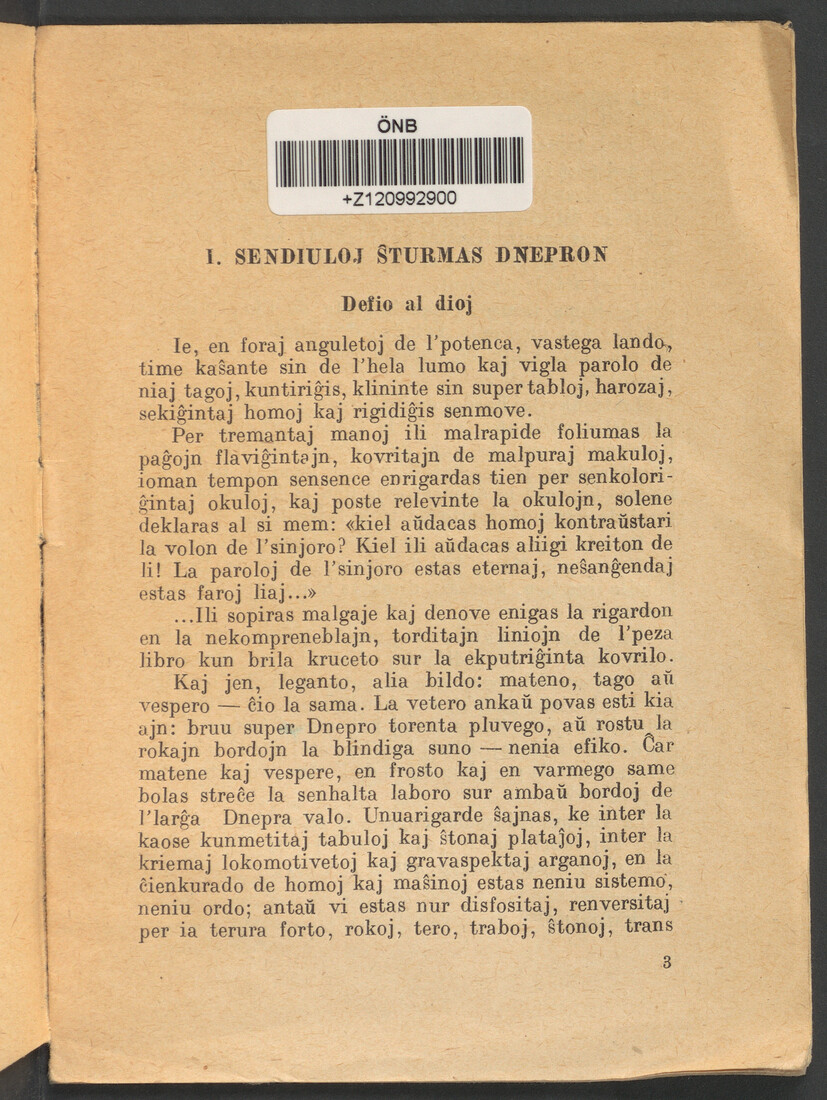 ÖNB
+Z120992900
I. SENDIULOJ ŜTURMAS DNEPRON
Defio al dioj
Ie, en foraj anguletoj de l'potenca, vastega lando,
time kaŝante sin de l'hela lumo kaj vigla parolo de
niaj tagoj, kuntiriĝis, klininte sin super tabloj, harozaj,
sekiĝintaj homoj kaj rigidiĝis senmove.
Per tremantaj manoj ili malrapide foliumas la
paĝojn flaviĝintajn, kovritajn de malpuraj makuloj,
ioman tempon sensence enrigardas tien per senkolori-
ĝintaj okuloj, kaj poste relevinte la okulojn, solene
deklaras al si mem: «kiel aŭdacas homoj kontraŭstari
la volon de l'sinjoro? Kiel ili aŭdacas aliigi kreiton de
li! La paroloj de l'sinjoro estas eternaj, neŝanĝendaj
estas faroj liaj...»
...Ili sopiras malgaje kaj denove enigas la rigardon
en la nekompreneblajn, torditajn liniojn de l'peza
libro kun brila kruceto sur la ekputriĝinta kovrilo.
Kaj jen, leganto, alia bildo: mateno, tago aŭ
vespero — ĉio la sama. La vetero ankaŭ povas esti kia
ajn: bruu super Dnepro torenta pluvego, aŭ rostu la
rokajn bordojn la blindiga suno — nenia efiko. Ĉar
matene kaj vespere, en frosto kaj en varmego same
bolas streĉe la senhalta laboro sur ambaŭ bordoj de
l'larĝa Dnepra valo. Unuarigarde ŝajnas, ke inter la
kaose kunmetitaj tabuloj kaj ŝtonaj plataĵoj, inter la
kriemaj lokomotivetoj kaj gravaspektaj arganoj, en la
ĉienkurado de homoj kaj maŝinoj estas neniu sistemo,
neniu ordo; antaŭ vi estas nur disfositaj, renversitaj
per ia terura forto, rokoj, tero, traboj, ŝtonoj, trans
3